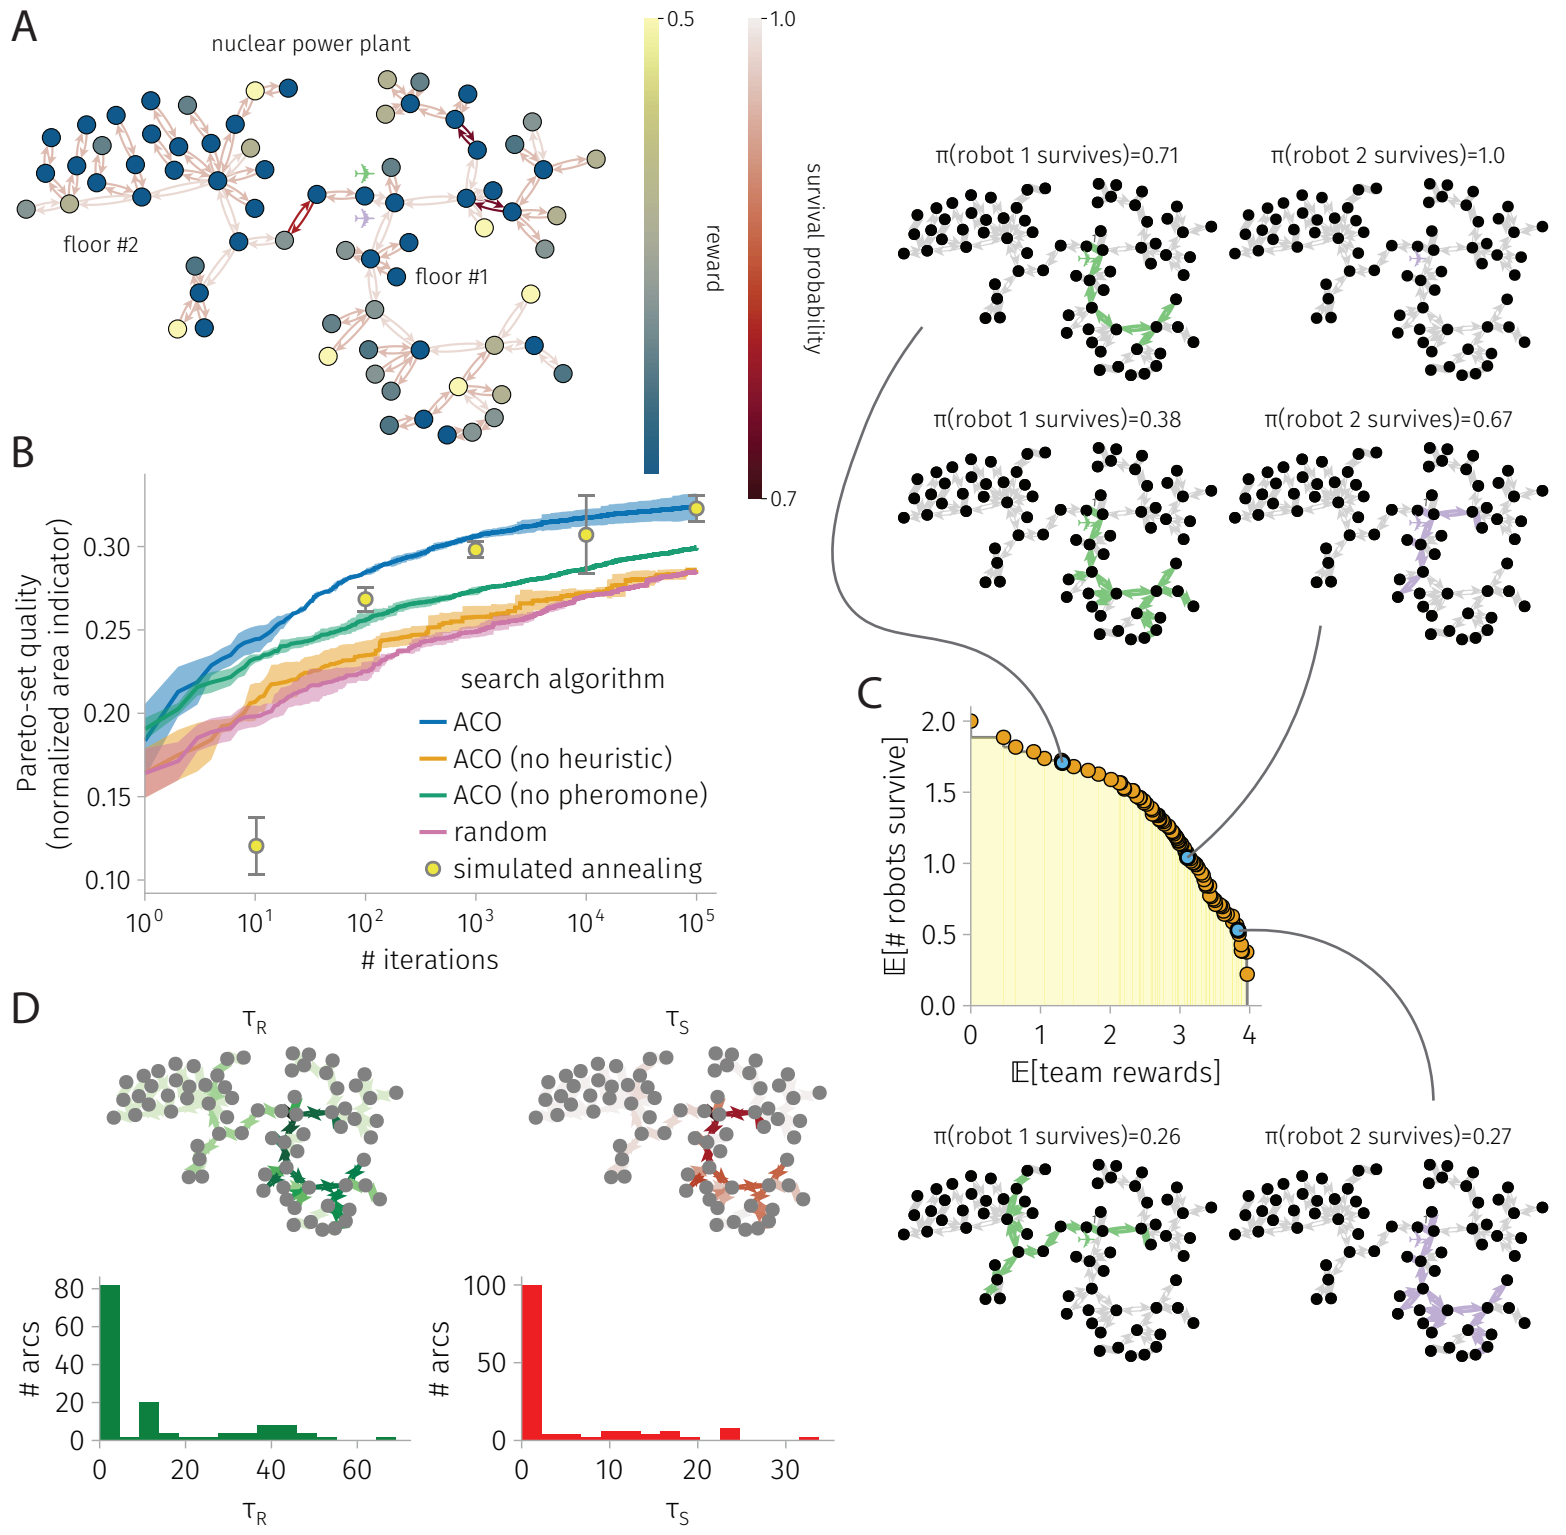 A
nuclear power plant
floor #2
floor #1
0.5
reward
1.0
survival probability
0.7
π(robot 1 survives)=0.71
π(robot 2 survives)=1.0
π(robot 1 survives)=0.38
π(robot 2 survives)=0.67
B
Pareto-set quality
(normalized area indicator)
0.30
0.25
0.20
0.15
0.10
search algorithm
ACO
ACO (no heuristic)
ACO (no pheromone)
random
simulated annealing
10⁰
10¹
10²
10³
10⁴
10⁵
# iterations
C
𝔼[# robots survive]
2.0
1.5
1.0
0.5
0.0
0
1
2
3
4
𝔼[team rewards]
π(robot 1 survives)=0.26
π(robot 2 survives)=0.27
D
τ_R
τ_S
# arcs
80
60
40
20
0
0
20
40
60
τ_R
# arcs
100
50
0
0
10
20
30
τ_S